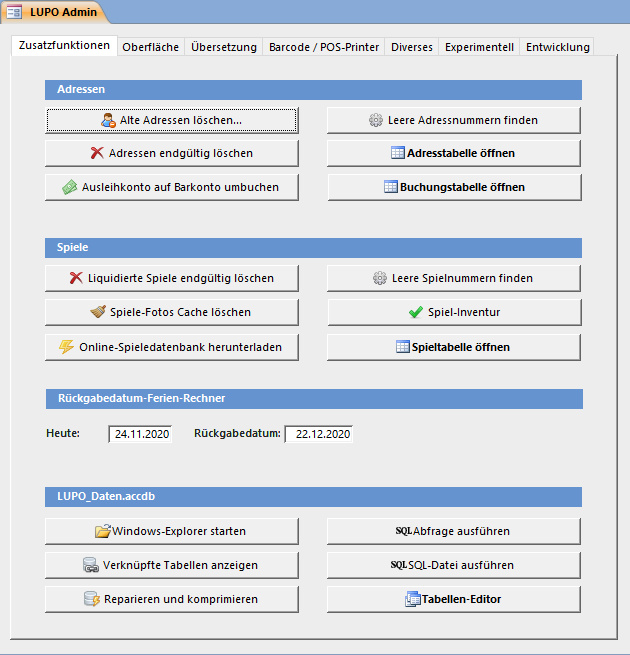 LUPO Admin
Zusatzfunktionen Oberfläche Übersetzung Barcode / POS-Printer Diverses Experimentell Entwicklung
Adressen
Alte Adressen löschen... Leere Adressnummern finden
Adressen endgültig löschen Adresstabelle öffnen
Ausleihkonto auf Barkonto umbuchen Buchungstabelle öffnen
Spiele
Liquidierte Spiele endgültig löschen Leere Spielnummern finden
Spiele-Fotos Cache löschen Spiel-Inventur
Online-Spieledatenbank herunterladen Spieltabelle öffnen
Rückgabedatum-Ferien-Rechner
Heute: 24.11.2020 Rückgabedatum: 22.12.2020
LUPO_Daten.accdb
Windows-Explorer starten SQL Abfrage ausführen
Verknüpfte Tabellen anzeigen SQL SQL-Datei ausführen
Reparieren und komprimieren Tabellen-Editor